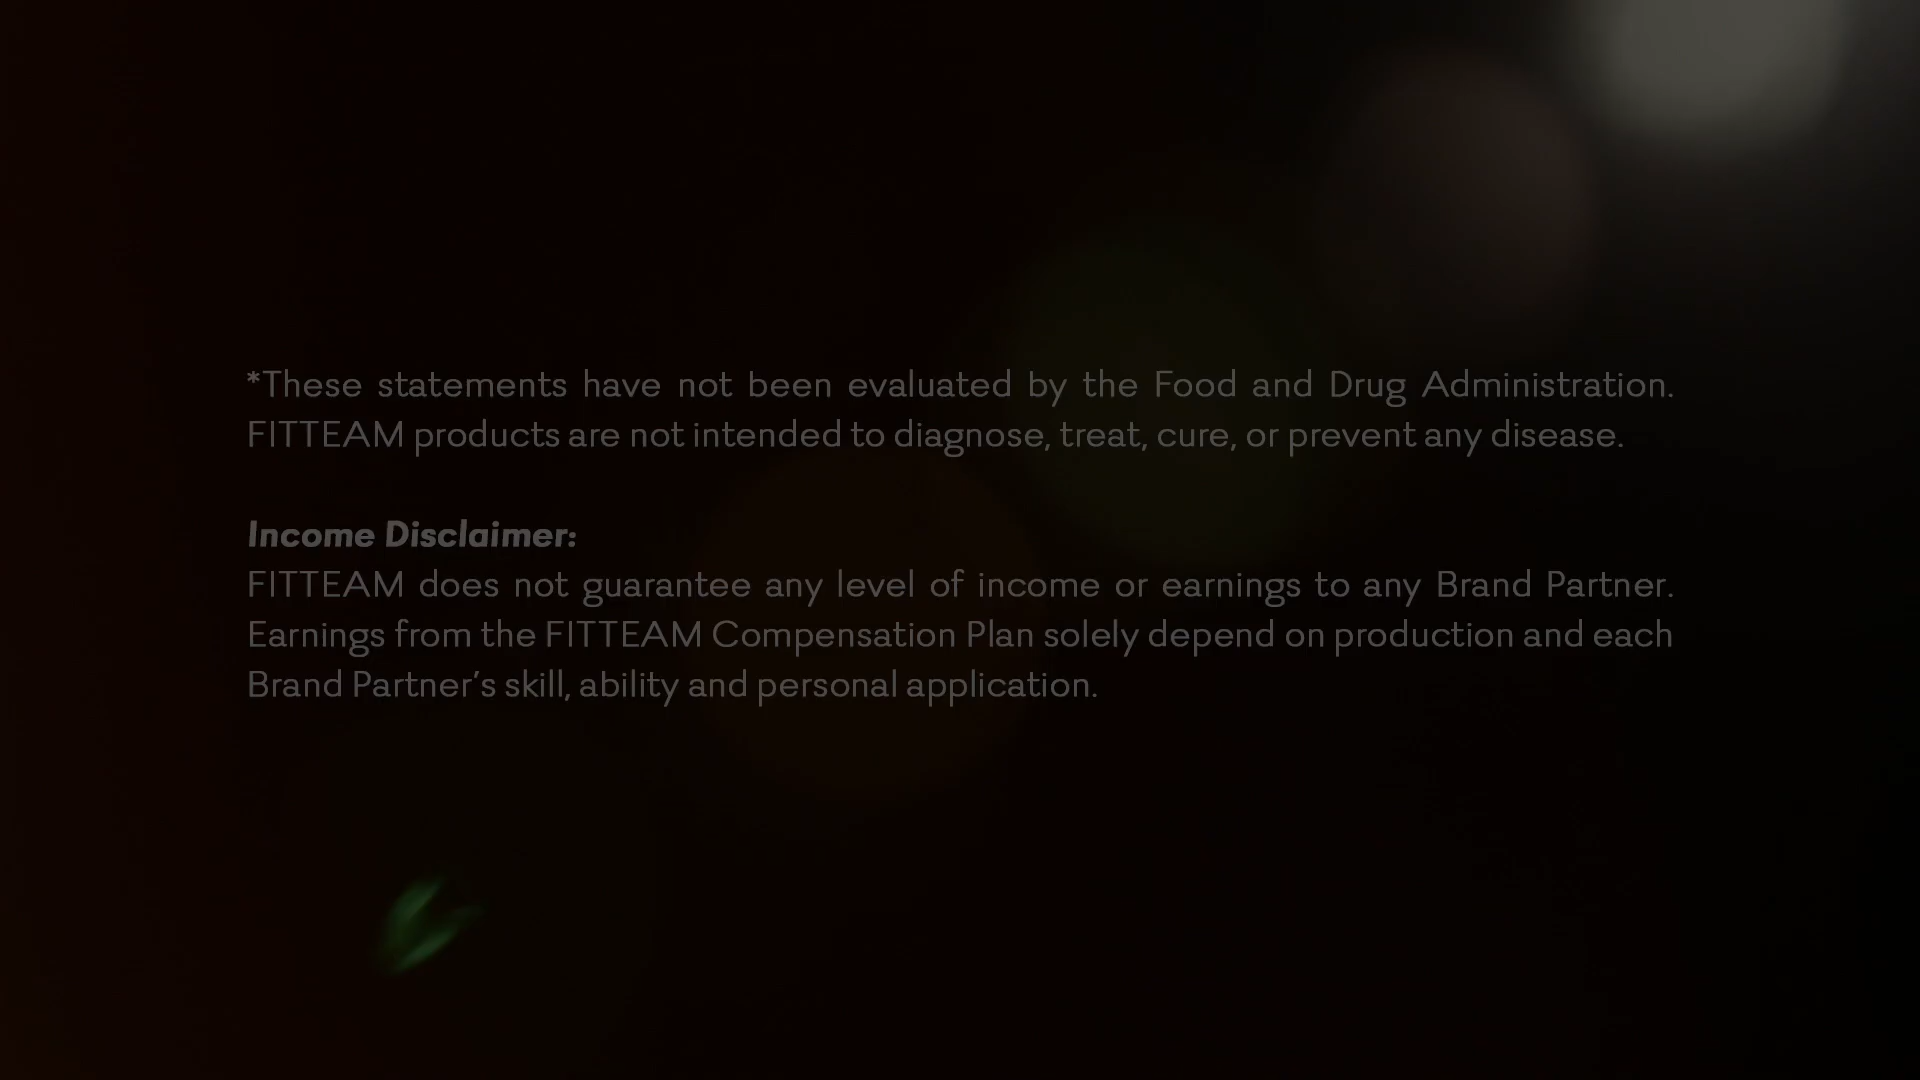 *These statements have not been evaluated by the Food and Drug Administration.
FITTEAM products are not intended to diagnose, treat, cure, or prevent any disease.
Income Disclaimer:
FITTEAM does not guarantee any level of income or earnings to any Brand Partner.
Earnings from the FITTEAM Compensation Plan solely depend on production and each
Brand Partner’s skill, ability and personal application.